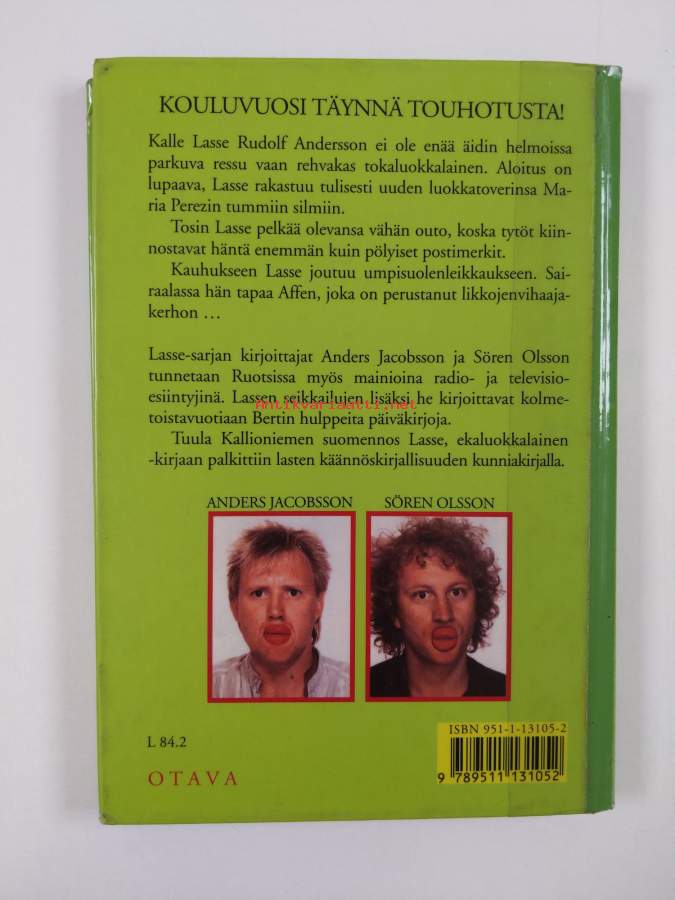 KOULUVUOSI TÄYNNÄ TOUHOTUSTA!
Kalle Lasse Rudolf Andersson ei ole enää äidin helmoissa
parkuva ressu vaan rehvakas tokaluokkalainen. Aloitus on
lupaava, Lasse rakastuu tulisesti uuden luokkatoverinsa Ma-
ria Perezin tummiin silmiin.
Tosin Lasse pelkää olevansa vähän outo, koska tytöt kiin-
nostavat häntä enemmän kuin pölyiset postimerkit.
Kauhukseen Lasse joutuu umpisuolenleikkaukseen. Sai-
raalassa hän tapaa Affen, joka on perustanut likkojenvihaaja-
kerhon ...
Lasse-sarjan kirjoittajat Anders Jacobsson ja Sören Olsson
tunnetaan Ruotsissa myös mainioina radio- ja televisio-
esiintyjinä. Lassen seikkailujen lisäksi he kirjoittavat kolme-
Antikvariaatti.net
toistavuotiaan Bertin hulppeita päiväkirjoja.
Tuula Kallioniemen suomennos Lasse, ekaluokkalainen
-kirjaan palkittiin lasten käännöskirjallisuuden kunniakirjalla.
ANDERS JACOBSSON SÖREN OLSSON
L 84.2
OTAVA
ISBN 951-1-13105-2
9 789511 131052